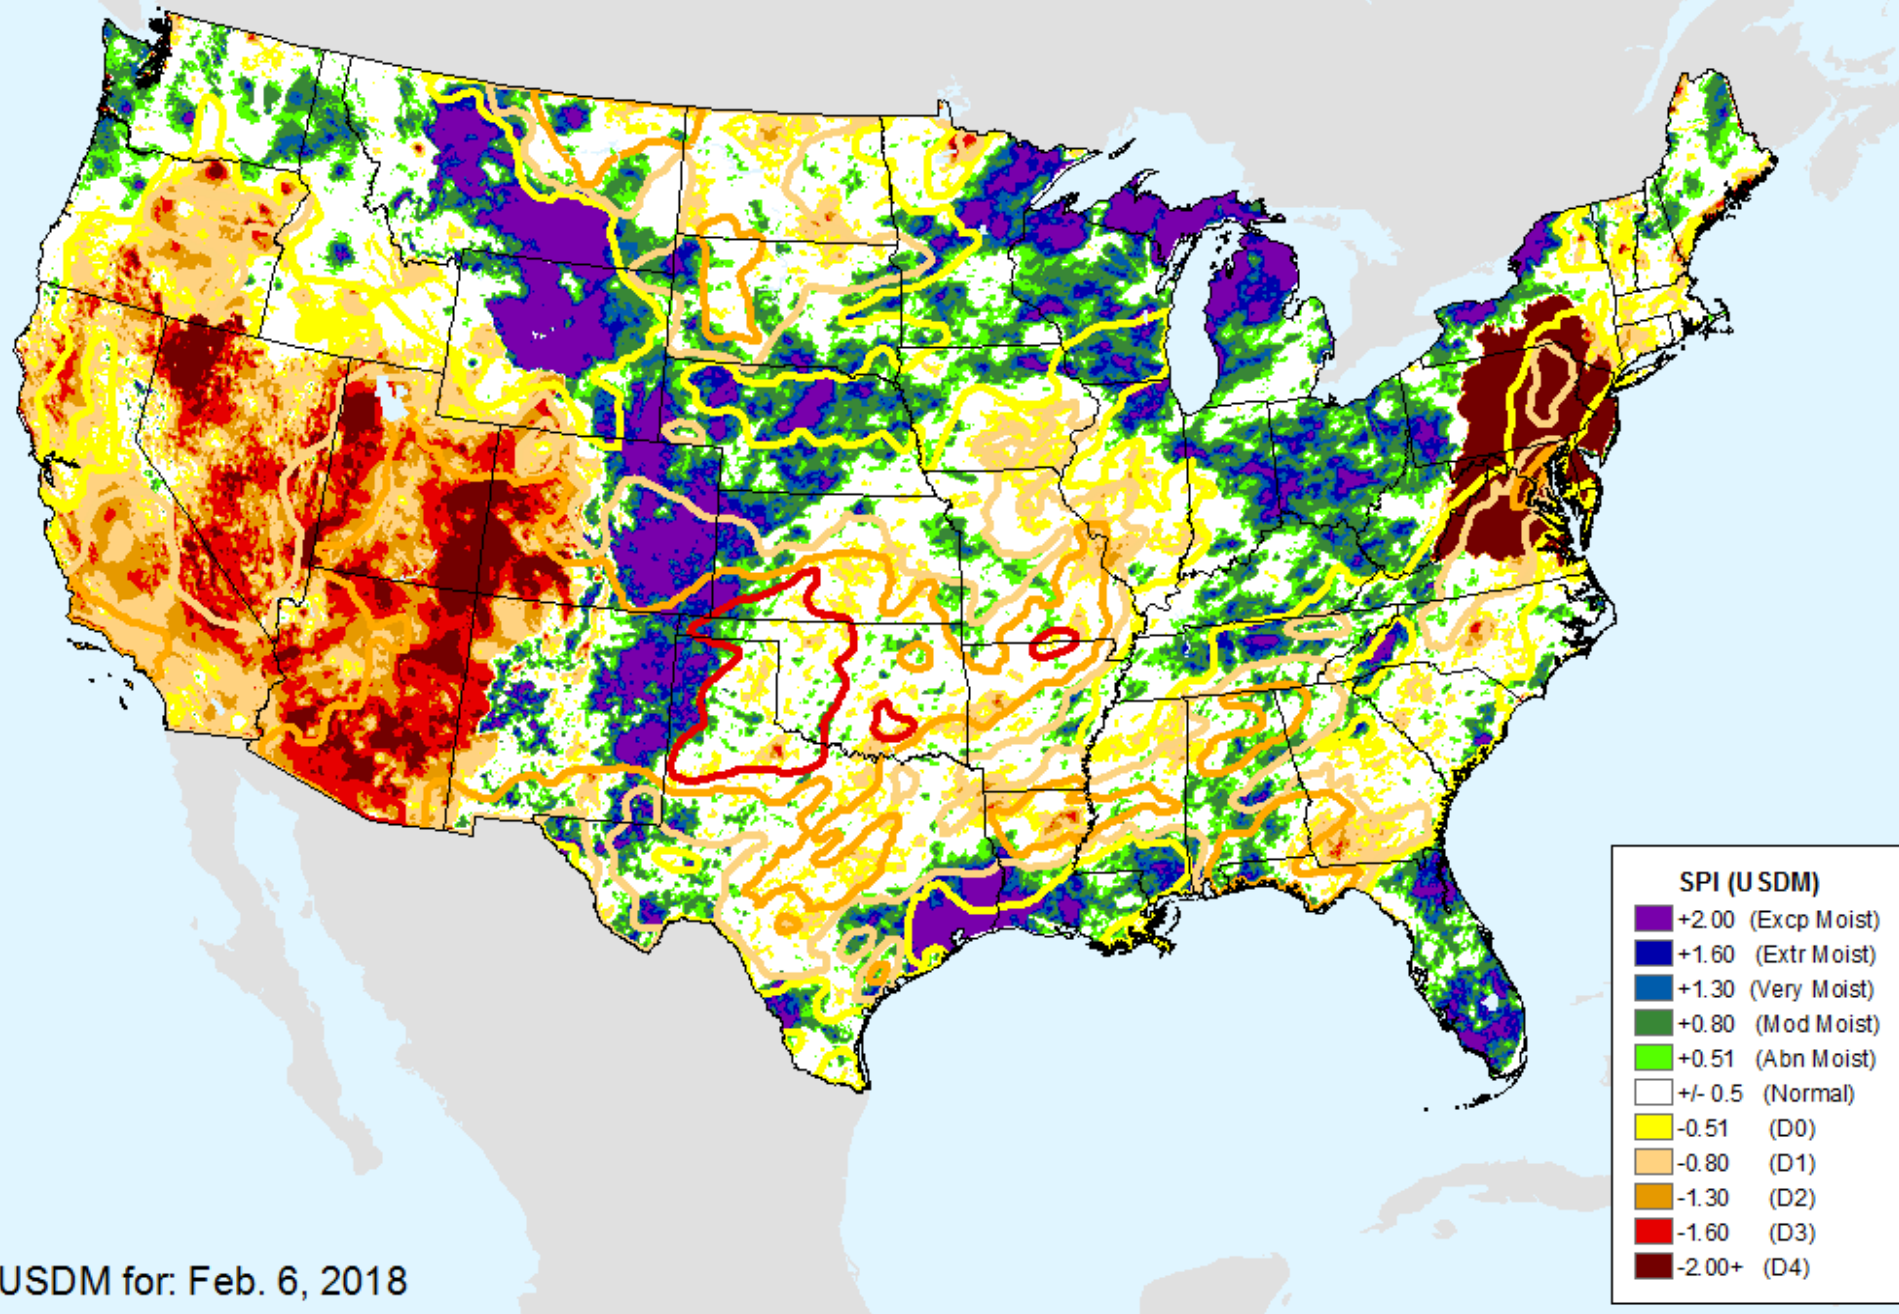 SPI (USDM)
+2.00 (Excp Moist)
+1.60 (Extr Moist)
+1.30 (Very Moist)
+0.80 (Mod Moist)
+0.51 (Abn Moist)
+/- 0.5 (Normal)
-0.51 (D0)
-0.80 (D1)
-1.30 (D2)
-1.60 (D3)
-2.00+ (D4)
USDM for: Feb. 6, 2018